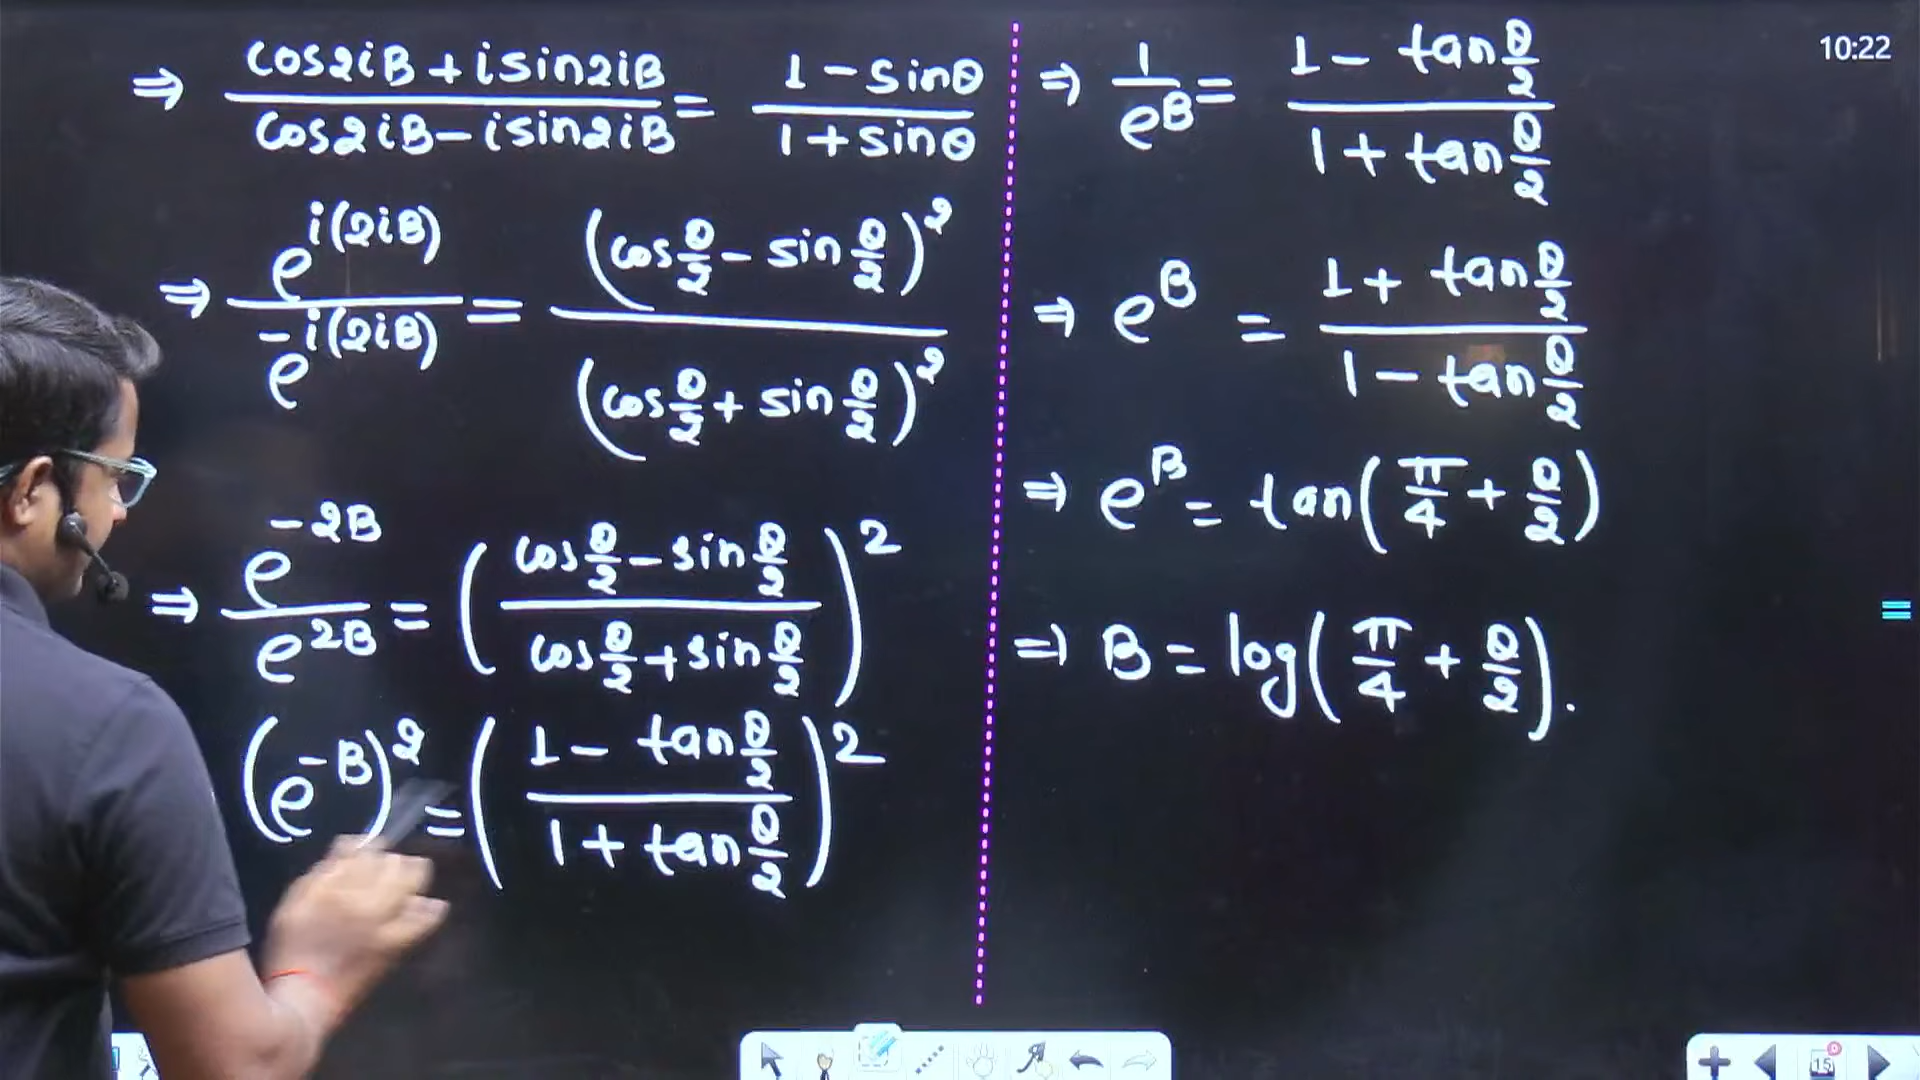 ⇒ (cos2iB + isin2iB)/(cos2iB - isin2iB) = (1 - sinθ)/(1 + sinθ)
⇒ e^{i(2iB)}/e^{-i(2iB)} = (cos θ/2 - sin θ/2)^2/(cos θ/2 + sin θ/2)^2
⇒ e^{-2B}/e^{2B} = ((cos θ/2 - sin θ/2)/(cos θ/2 + sin θ/2))^2
(e^{-B})^2 = ((1 - tan θ/2)/(1 + tan θ/2))^2
⇒ 1/e^B = (1 - tan θ/2)/(1 + tan θ/2)
⇒ e^B = (1 + tan θ/2)/(1 - tan θ/2)
⇒ e^B = tan(π/4 + θ/2)
⇒ B = log(π/4 + θ/2).
10:22
15